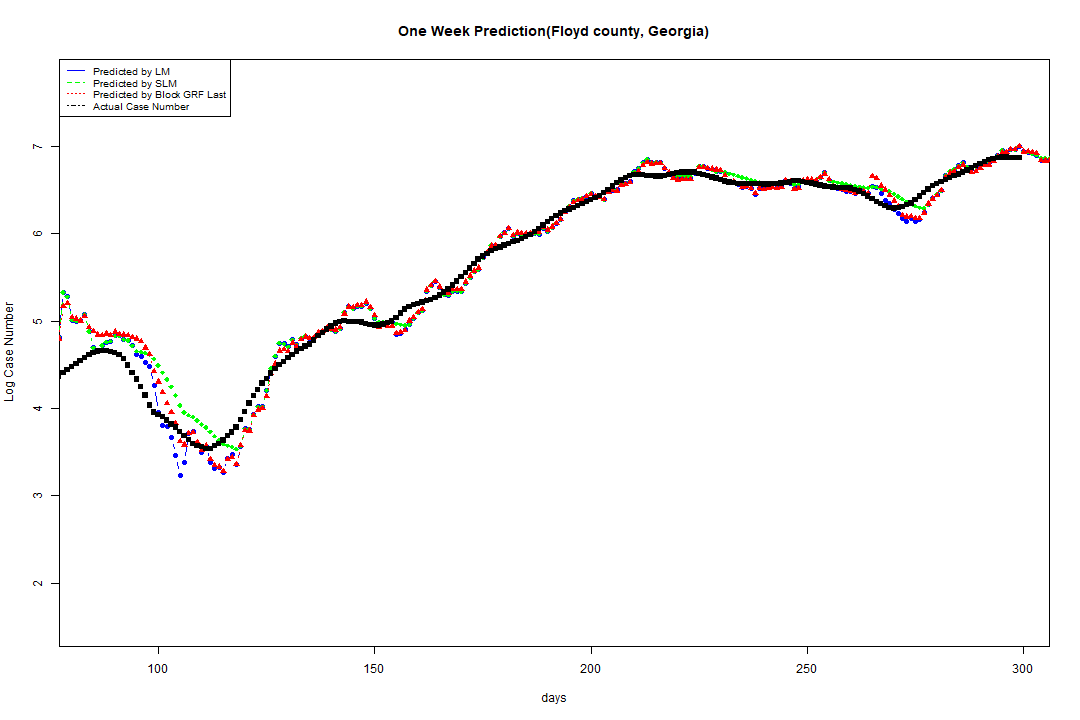 One Week Prediction(Floyd county, Georgia)
Predicted by LM
Predicted by SLM
Predicted by Block GRF Last
Actual Case Number
7
6
5
4
3
2
Log Case Number
100 150 200 250 300
days